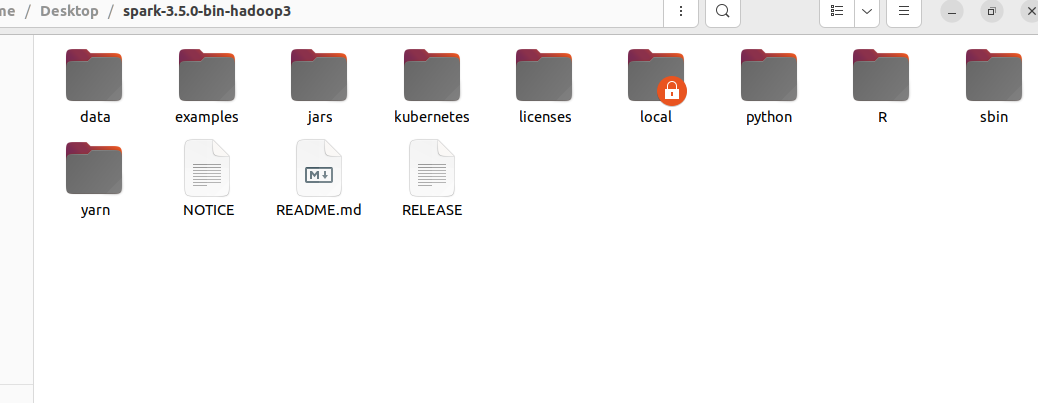 me / Desktop / spark-3.5.0-bin-hadoop3
data examples jars kubernetes licenses local python R sbin
yarn NOTICE README.md RELEASE